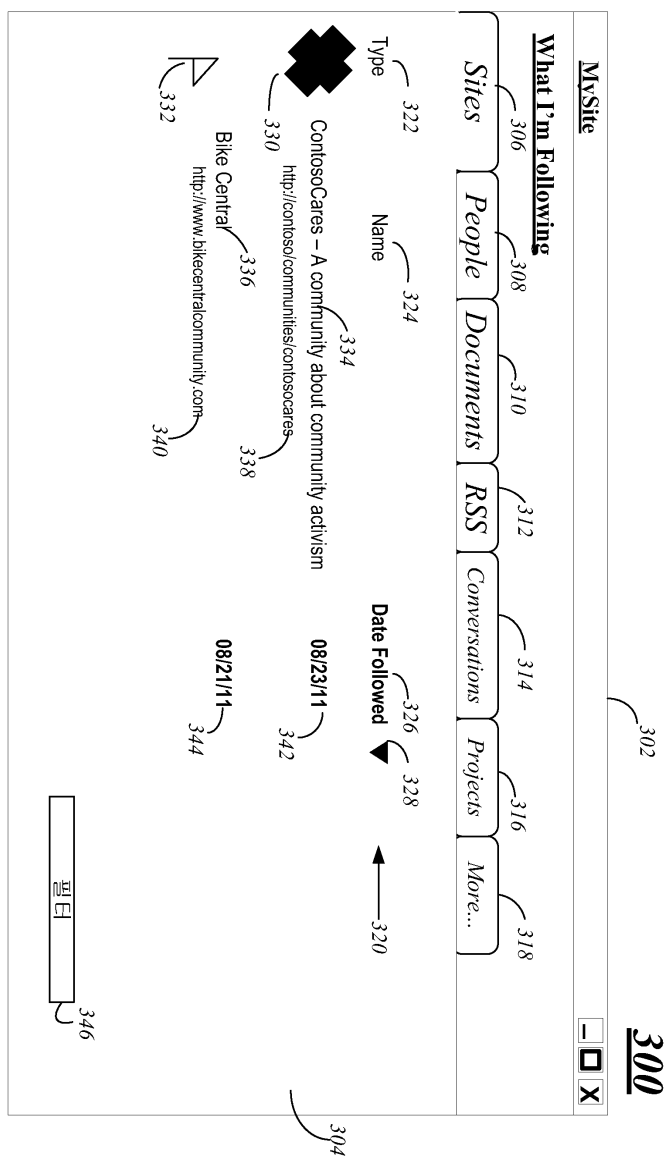 300
302
MySite
What I'm Following
306 308 310 312 314 316 318
Sites People Documents RSS Conversations Projects More...
322 324 326 328 320
Type Name Date Followed
ContosoCares – A community about community activism 08/23/11
334
http://contoso/communities/contosocares
330 338 342
Bike Central 08/21/11
336
http://www.bikecentralcommunity.com
332 340 344
필터
346
304